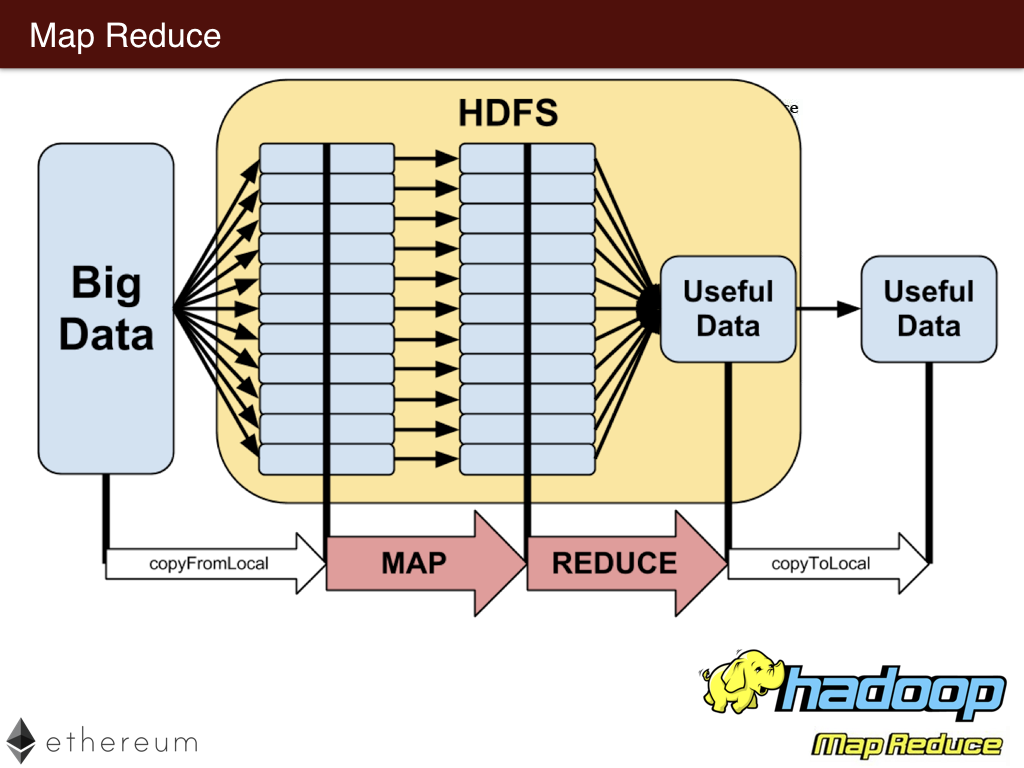 Map Reduce
HDFS
Big
Data
Useful
Data
Useful
Data
copyFromLocal
MAP
REDUCE
copyToLocal
hadoop
Map Reduce
ethereum